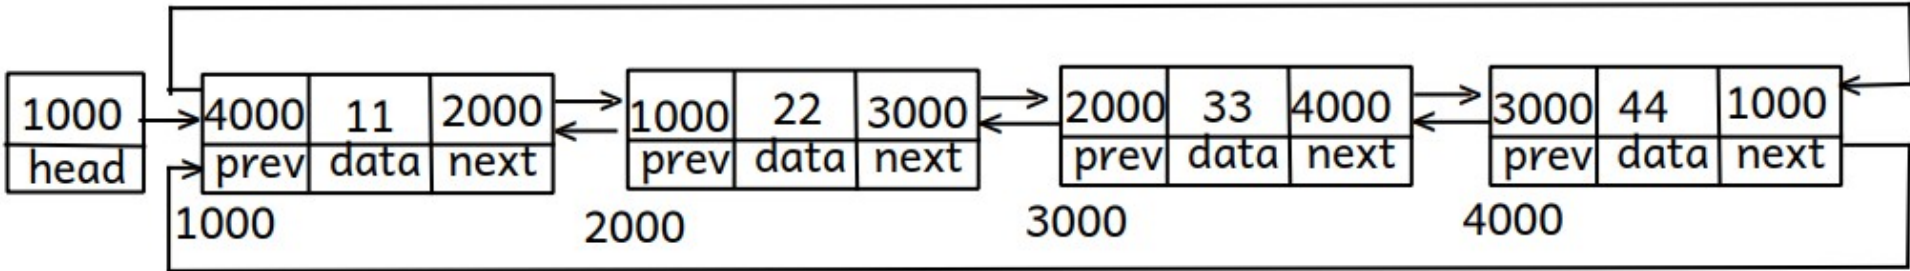 1000 4000 11 2000 1000 22 3000 2000 33 4000 3000 44 1000
head prev data next prev data next prev data next prev data next
1000 2000 3000 4000